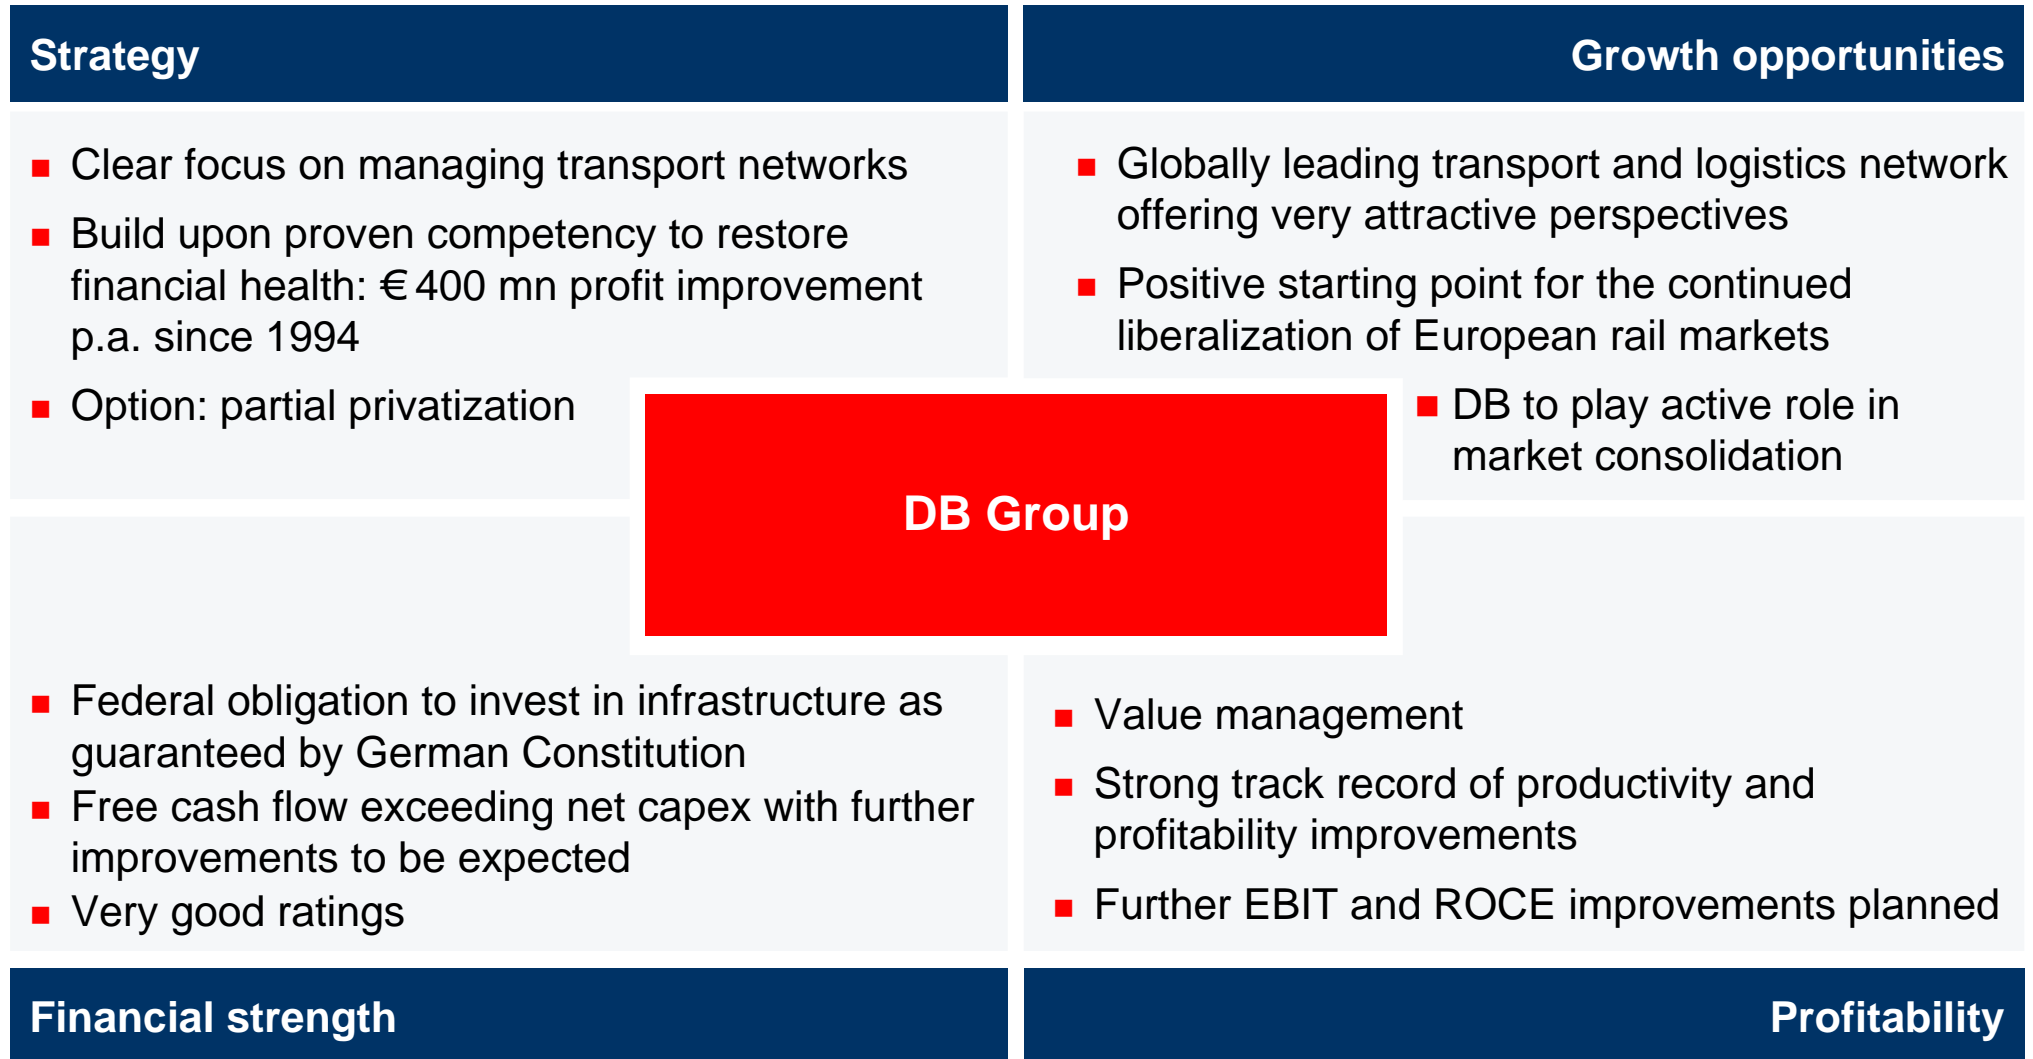 Strategy
Clear focus on managing transport networks
Build upon proven competency to restore
financial health: € 400 mn profit improvement
p.a. since 1994
Option: partial privatization
Growth opportunities
Globally leading transport and logistics network
offering very attractive perspectives
Positive starting point for the continued
liberalization of European rail markets
DB to play active role in
market consolidation
DB Group
Federal obligation to invest in infrastructure as
guaranteed by German Constitution
Free cash flow exceeding net capex with further
improvements to be expected
Very good ratings
Financial strength
Value management
Strong track record of productivity and
profitability improvements
Further EBIT and ROCE improvements planned
Profitability